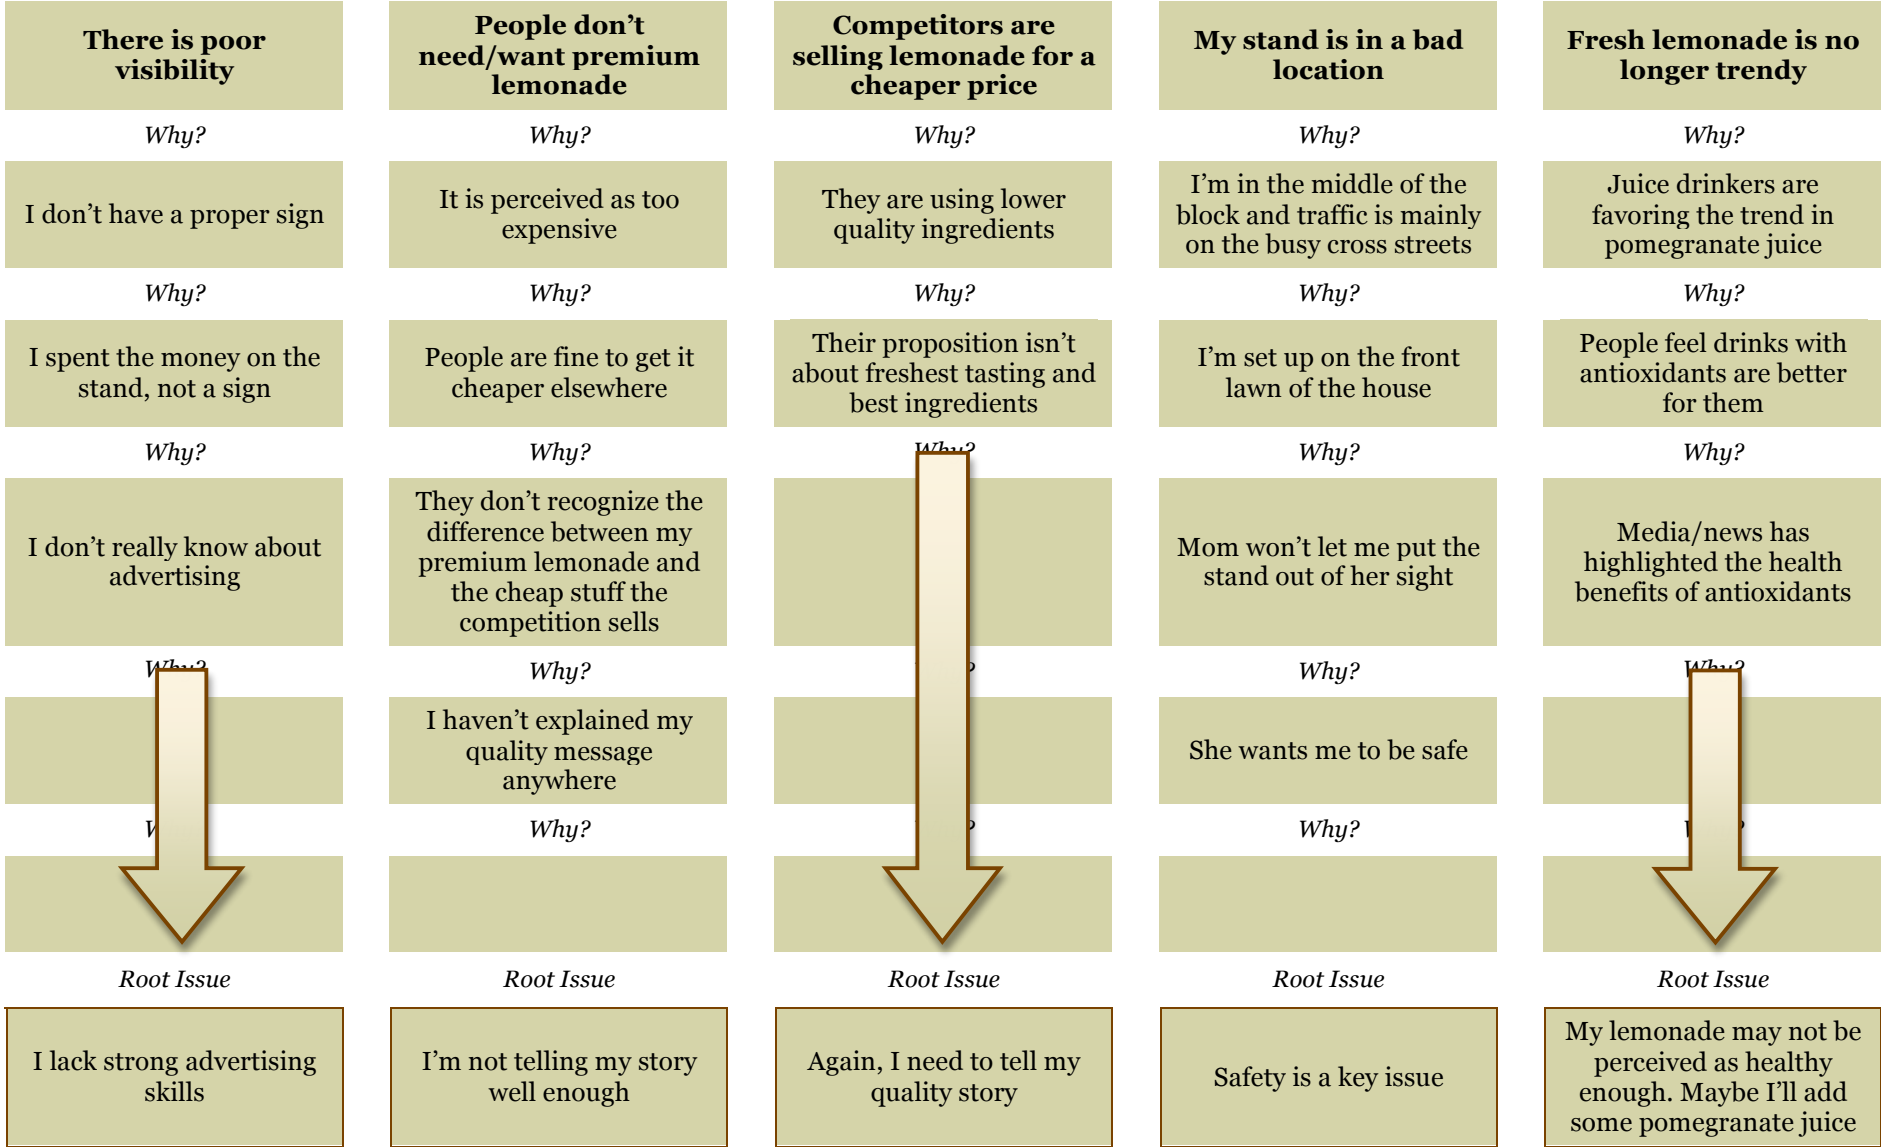 There is poor
visibility
People don't
need/want premium
lemonade
Competitors are
selling lemonade for a
cheaper price
My stand is in a bad
location
Fresh lemonade is no
longer trendy
Why?
Why?
Why?
Why?
Why?
I don't have a proper sign
It is perceived as too
expensive
They are using lower
quality ingredients
I'm in the middle of the
block and traffic is mainly
on the busy cross streets
Juice drinkers are
favoring the trend in
pomegranate juice
Why?
Why?
Why?
Why?
Why?
I spent the money on the
stand, not a sign
People are fine to get it
cheaper elsewhere
Their proposition isn't
about freshest tasting and
best ingredients
I'm set up on the front
lawn of the house
People feel drinks with
antioxidants are better
for them
Why?
Why?
Why?
Why?
Why?
I don't really know about
advertising
They don't recognize the
difference between my
premium lemonade and
the cheap stuff the
competition sells
Mom won't let me put the
stand out of her sight
Media/news has
highlighted the health
benefits of antioxidants
Why?
Why?
Why?
Why?
I haven't explained my
quality message
anywhere
She wants me to be safe
Why?
Why?
Root Issue
Root Issue
Root Issue
Root Issue
Root Issue
I lack strong advertising
skills
I'm not telling my story
well enough
Again, I need to tell my
quality story
Safety is a key issue
My lemonade may not be
perceived as healthy
enough. Maybe I'll add
some pomegranate juice